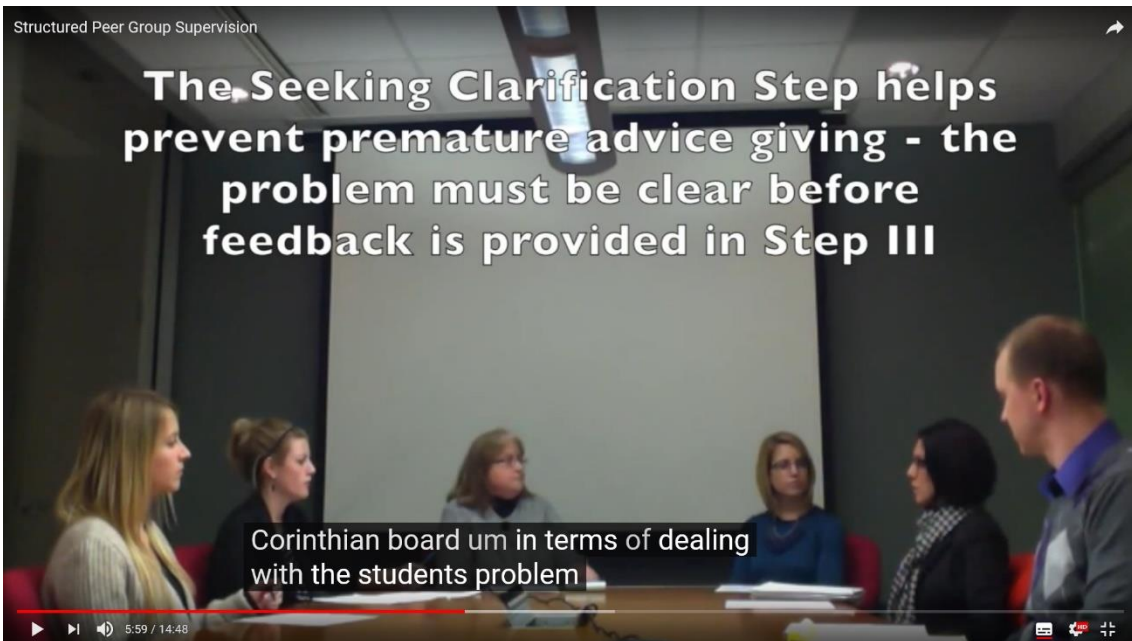 Structured Peer Group Supervision
The Seeking Clarification Step helps
prevent premature advice giving - the
problem must be clear before
feedback is provided in Step III
Corinthian board um in terms of dealing
with the students problem
5:59 / 14:48
HD